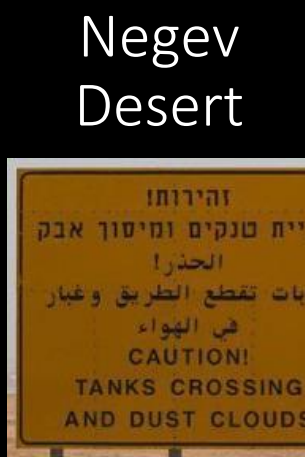 Negev
Desert
זהירות!
טנקים ומיסוך אבק
الحذر!
تقطع الطريق وغبار
في الهواء
CAUTION!
TANKS CROSSING
AND DUST CLOUDS